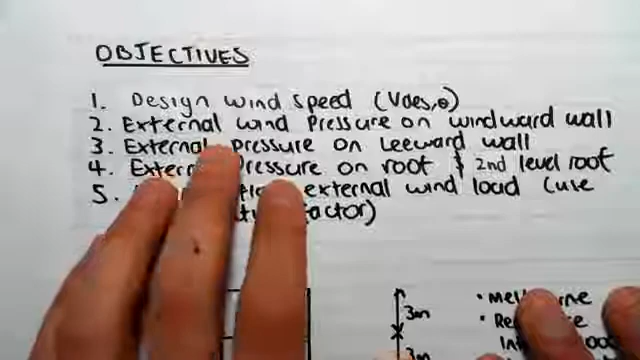 OBJECTIVES
1. Design wind speed (Vdes,θ)
2. External wind Pressure on windward wall
3. External pressure on Leeward wall
4. Pressure on roof & 2nd level roof
5. external wind load (use
factor)
3m
3m